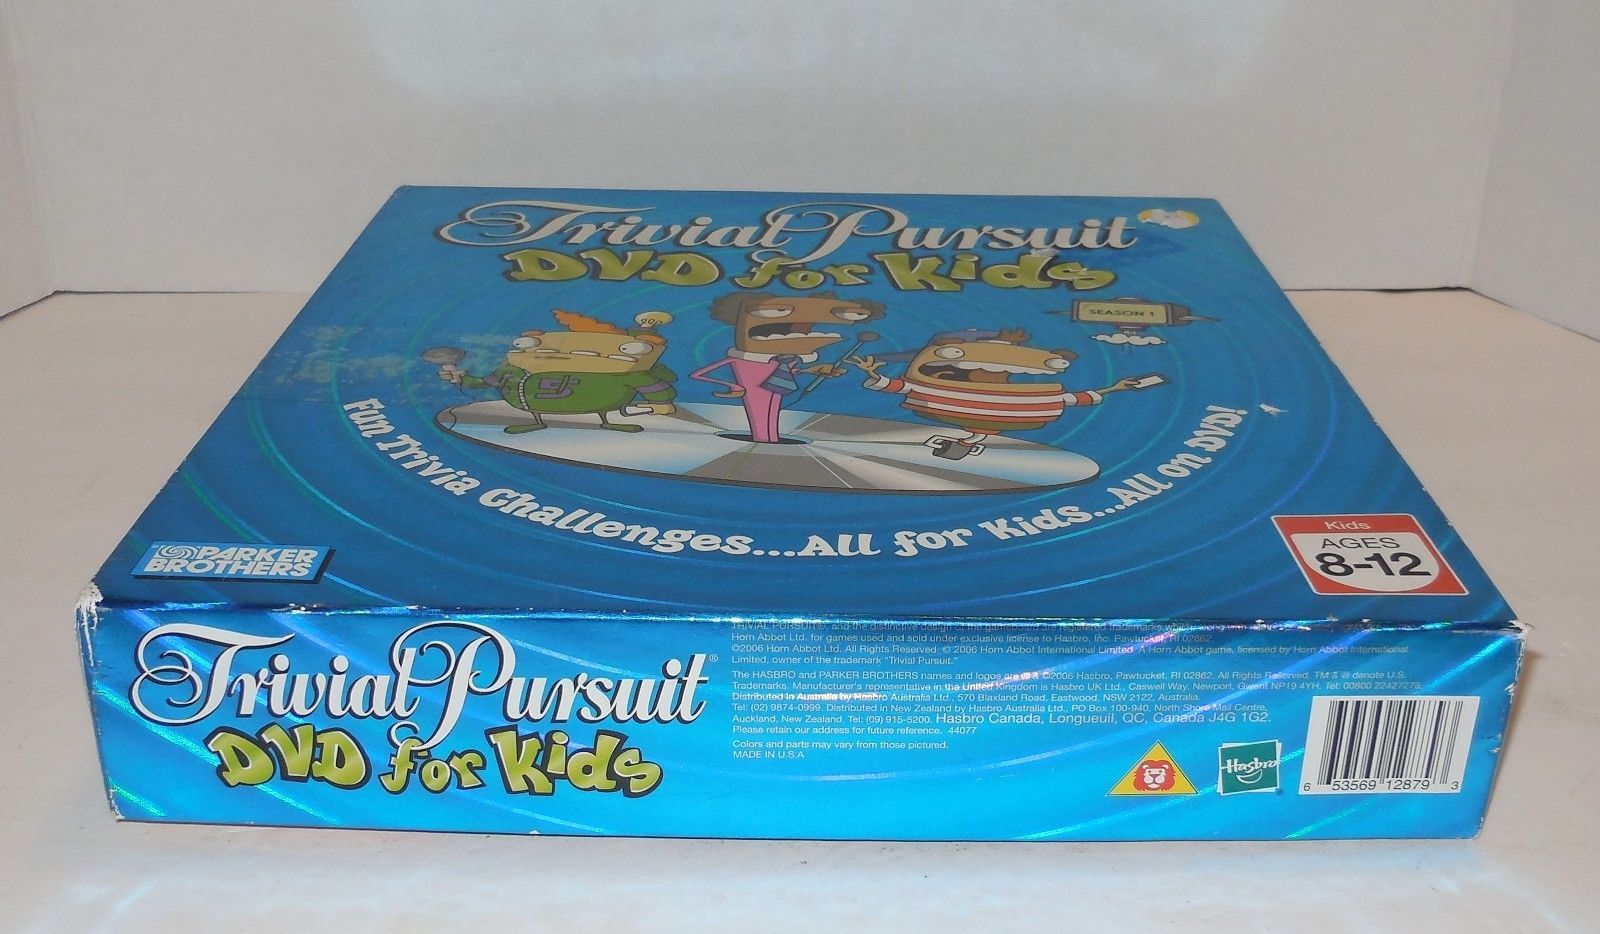 Trivial Pursuit
DVD for Kids
SEASON 1
Fun Trivia Challenges...All for Kids...All on DVD!
PARKER
BROTHERS
Kids
AGES
8-12
Trivial Pursuit®
DVD for Kids
TRIVIAL PURSUIT®, and the distinctive design
Horn Abbot Ltd. for games used and sold under exclusive license to Hasbro, Inc. Pawtucket, RI 02862.
©2006 Horn Abbot Ltd. All Rights Reserved. © 2006 Horn Abbot International Limited. A Horn Abbot game, licensed by Horn Abbot International
Limited, owner of the trademark "Trivial Pursuit."
The HASBRO and PARKER BROTHERS names and logos are ® & ©2006 Hasbro, Pawtucket, RI 02862. All Rights Reserved. TM & ® denote U.S.
Trademarks. Manufacturer's representative in the United Kingdom is Hasbro UK Ltd., Caswell Way, Newport, Gwent NP19 4YH. Tel: 00800 22427276
Distributed in Australia by Hasbro Australia Ltd., 570 Blaxland Road, Eastwood, NSW 2122, Australia.
Tel: (02) 9874-0999. Distributed in New Zealand by Hasbro Australia Ltd., PO Box 100-940, North Shore Mail Centre,
Auckland, New Zealand. Tel: (09) 915-5200. Hasbro Canada, Longueuil, QC, Canada J4G 1G2.
Please retain our address for future reference. 44077
Colors and parts may vary from those pictured.
MADE IN U.S.A
Hasbro
6 53569 12879 3